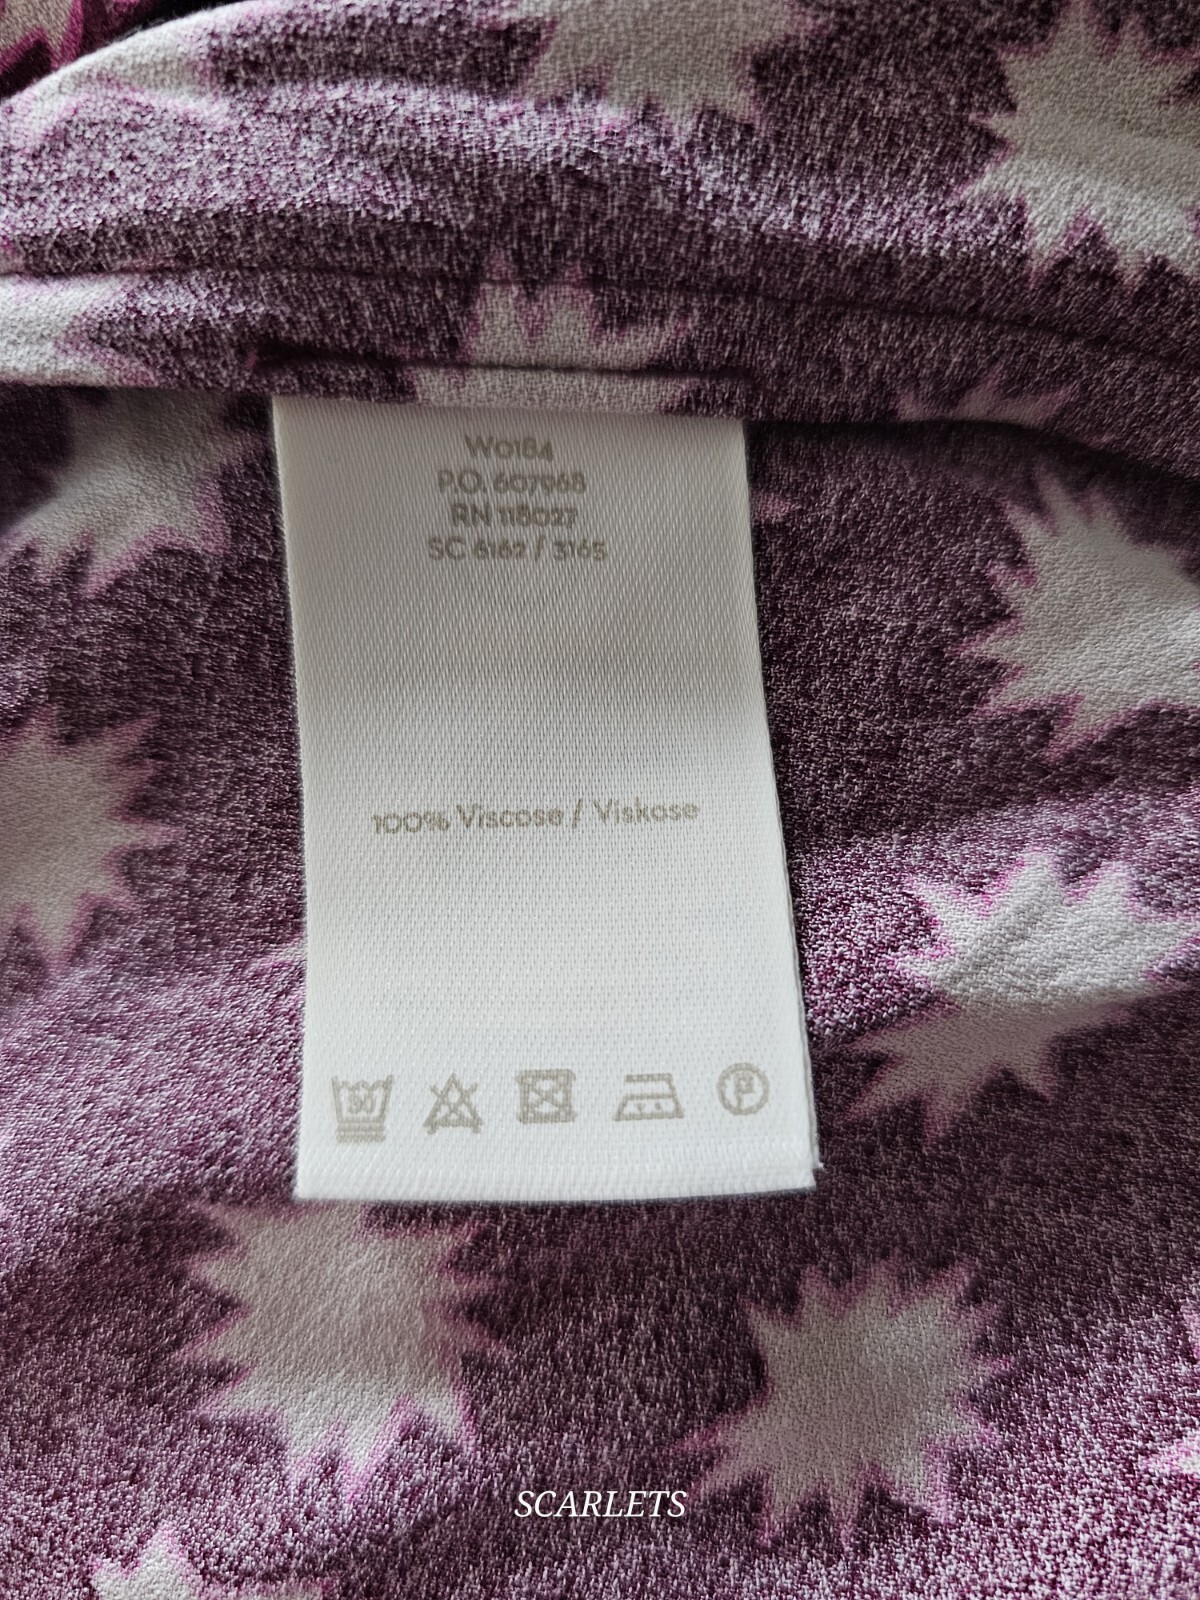 W0184
P.O. 607968
RN 118027
SC 6162 / 3165
100% Viscose / Viskose
30
P
SCARLETS